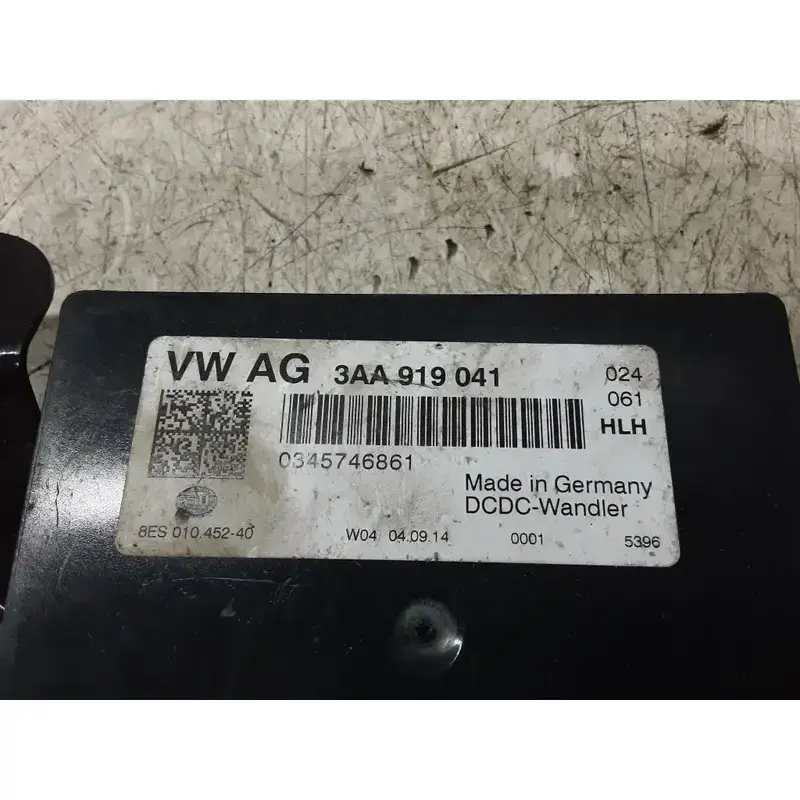 VW AG 3AA 919 041 024
061
HLH
0345746861
Made in Germany
DCDC-Wandler
8ES 010.452-40 W04 04.09.14 0001 5396